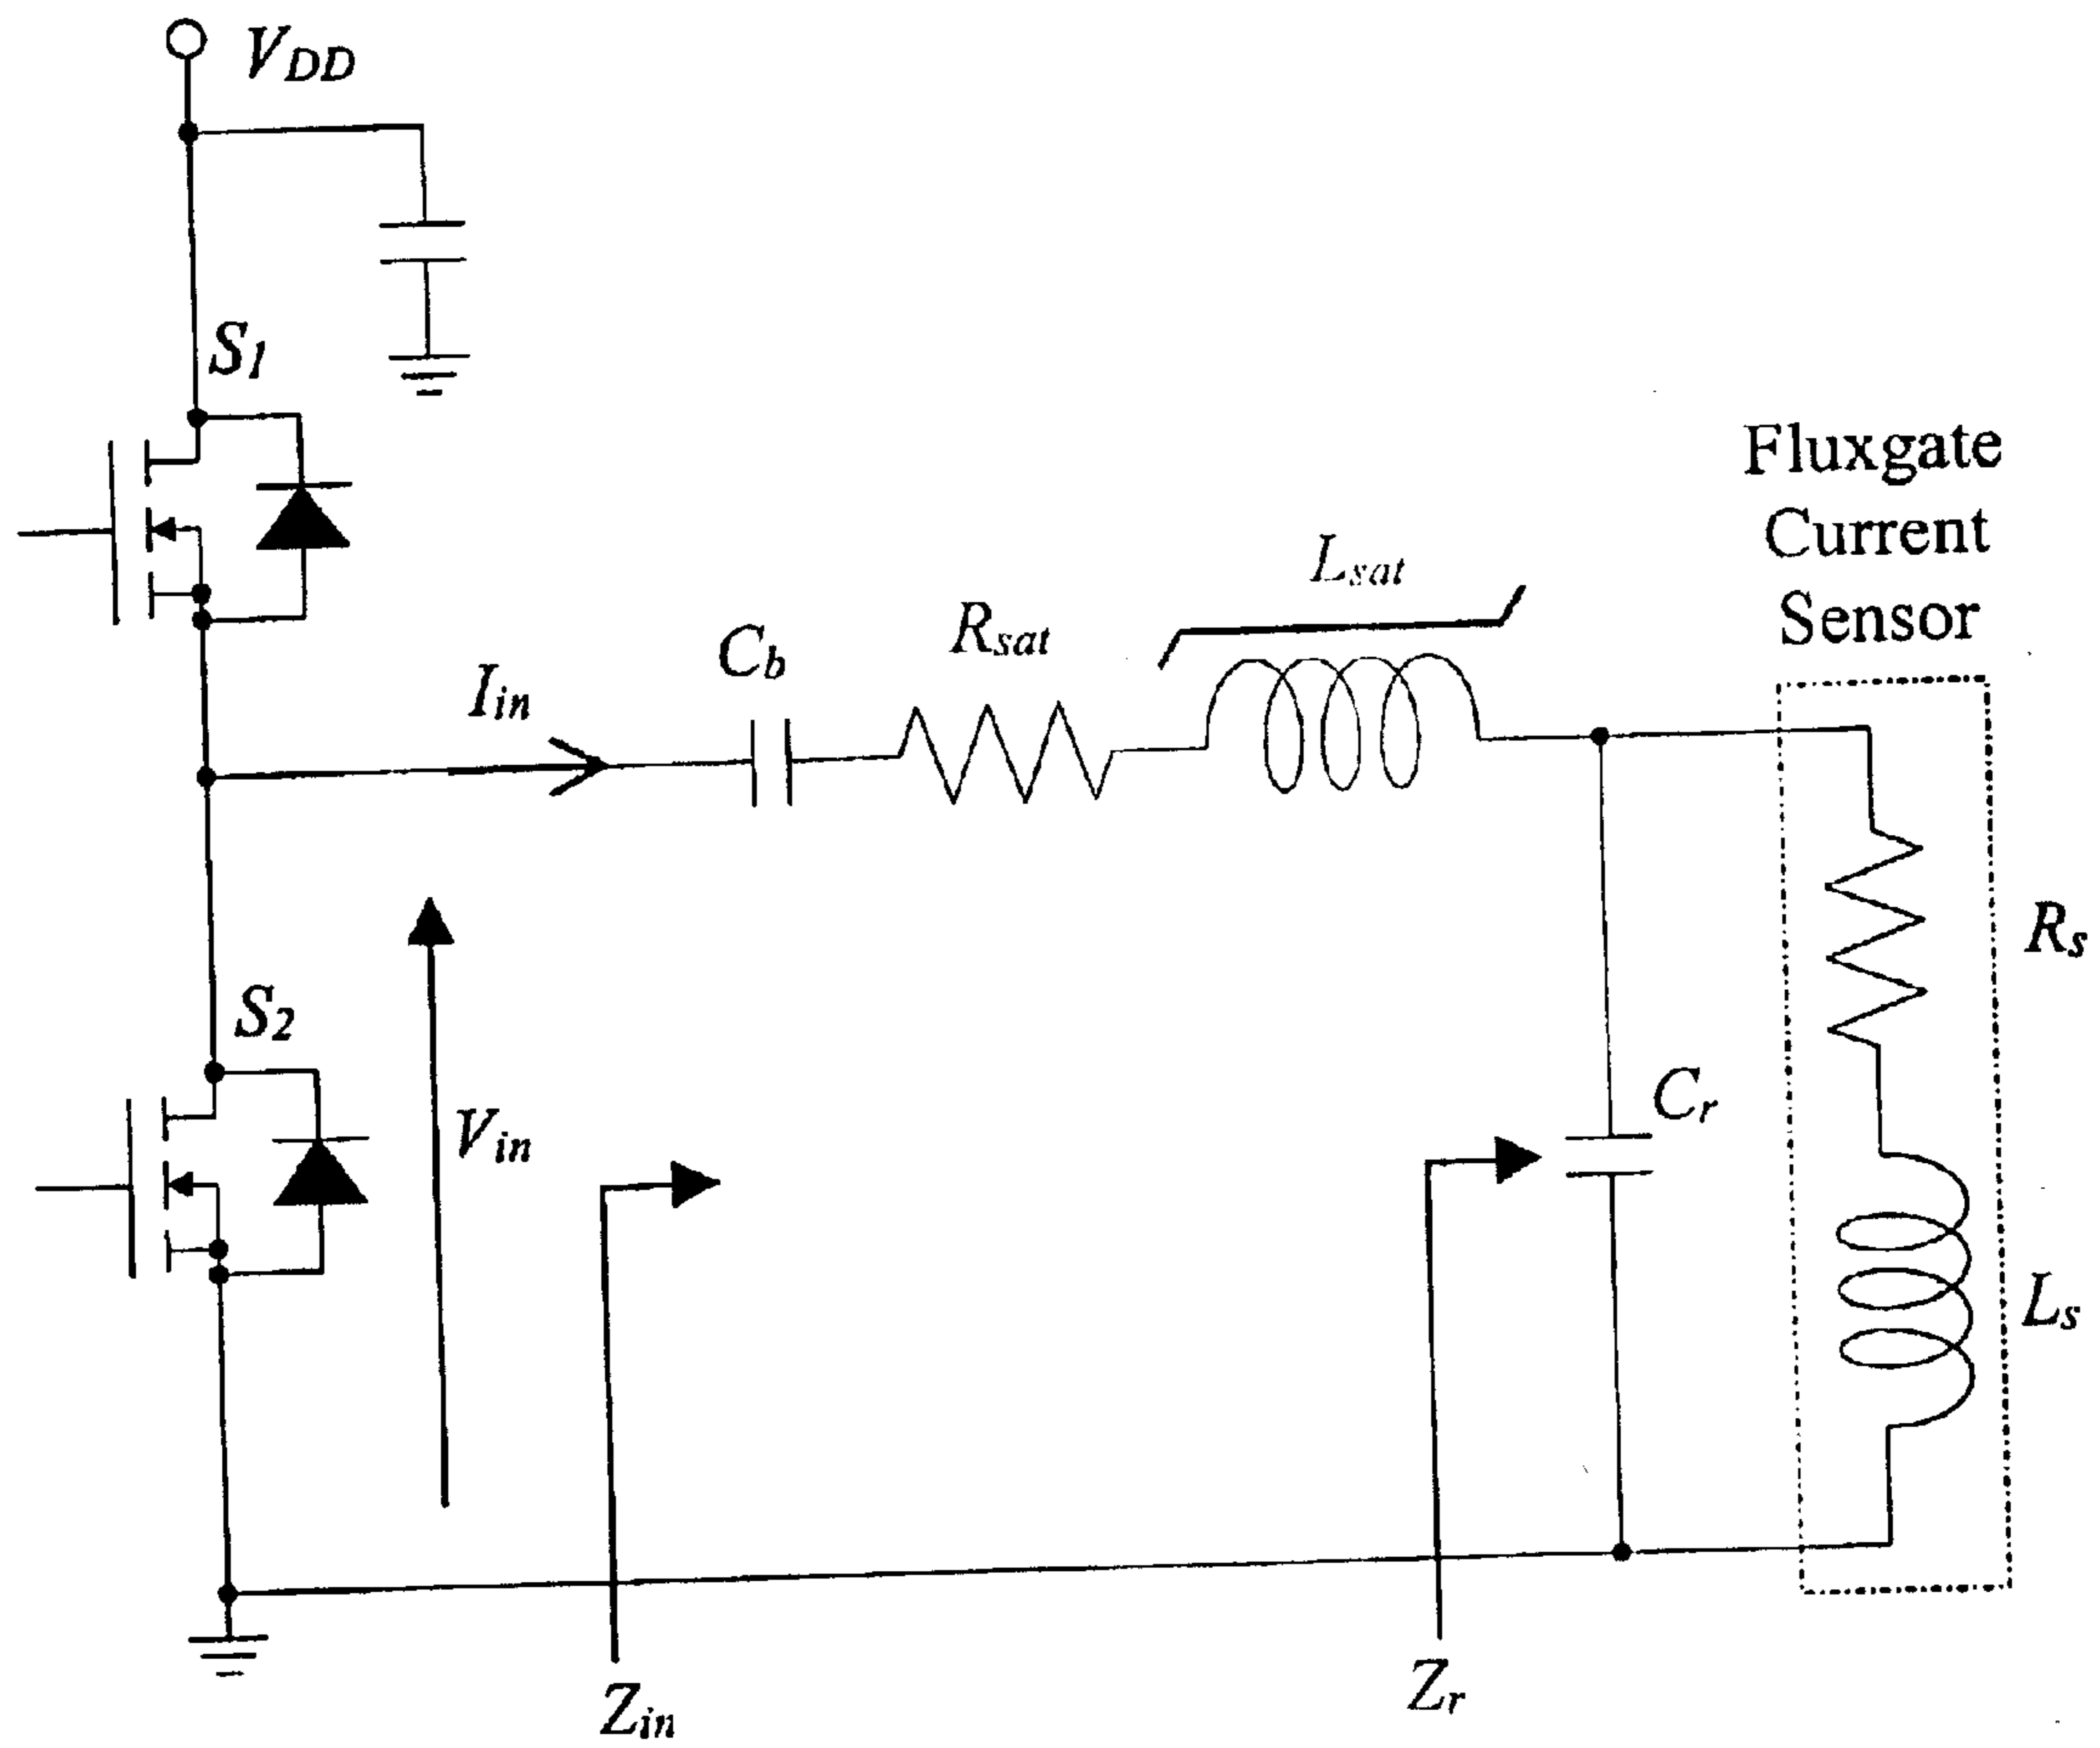 VDD
S1
Fluxgate
Current
Sensor
Lsat
Rsat
Cb
Iin
Rs
S2
Cr
Vin
Ls
Zr
Zin